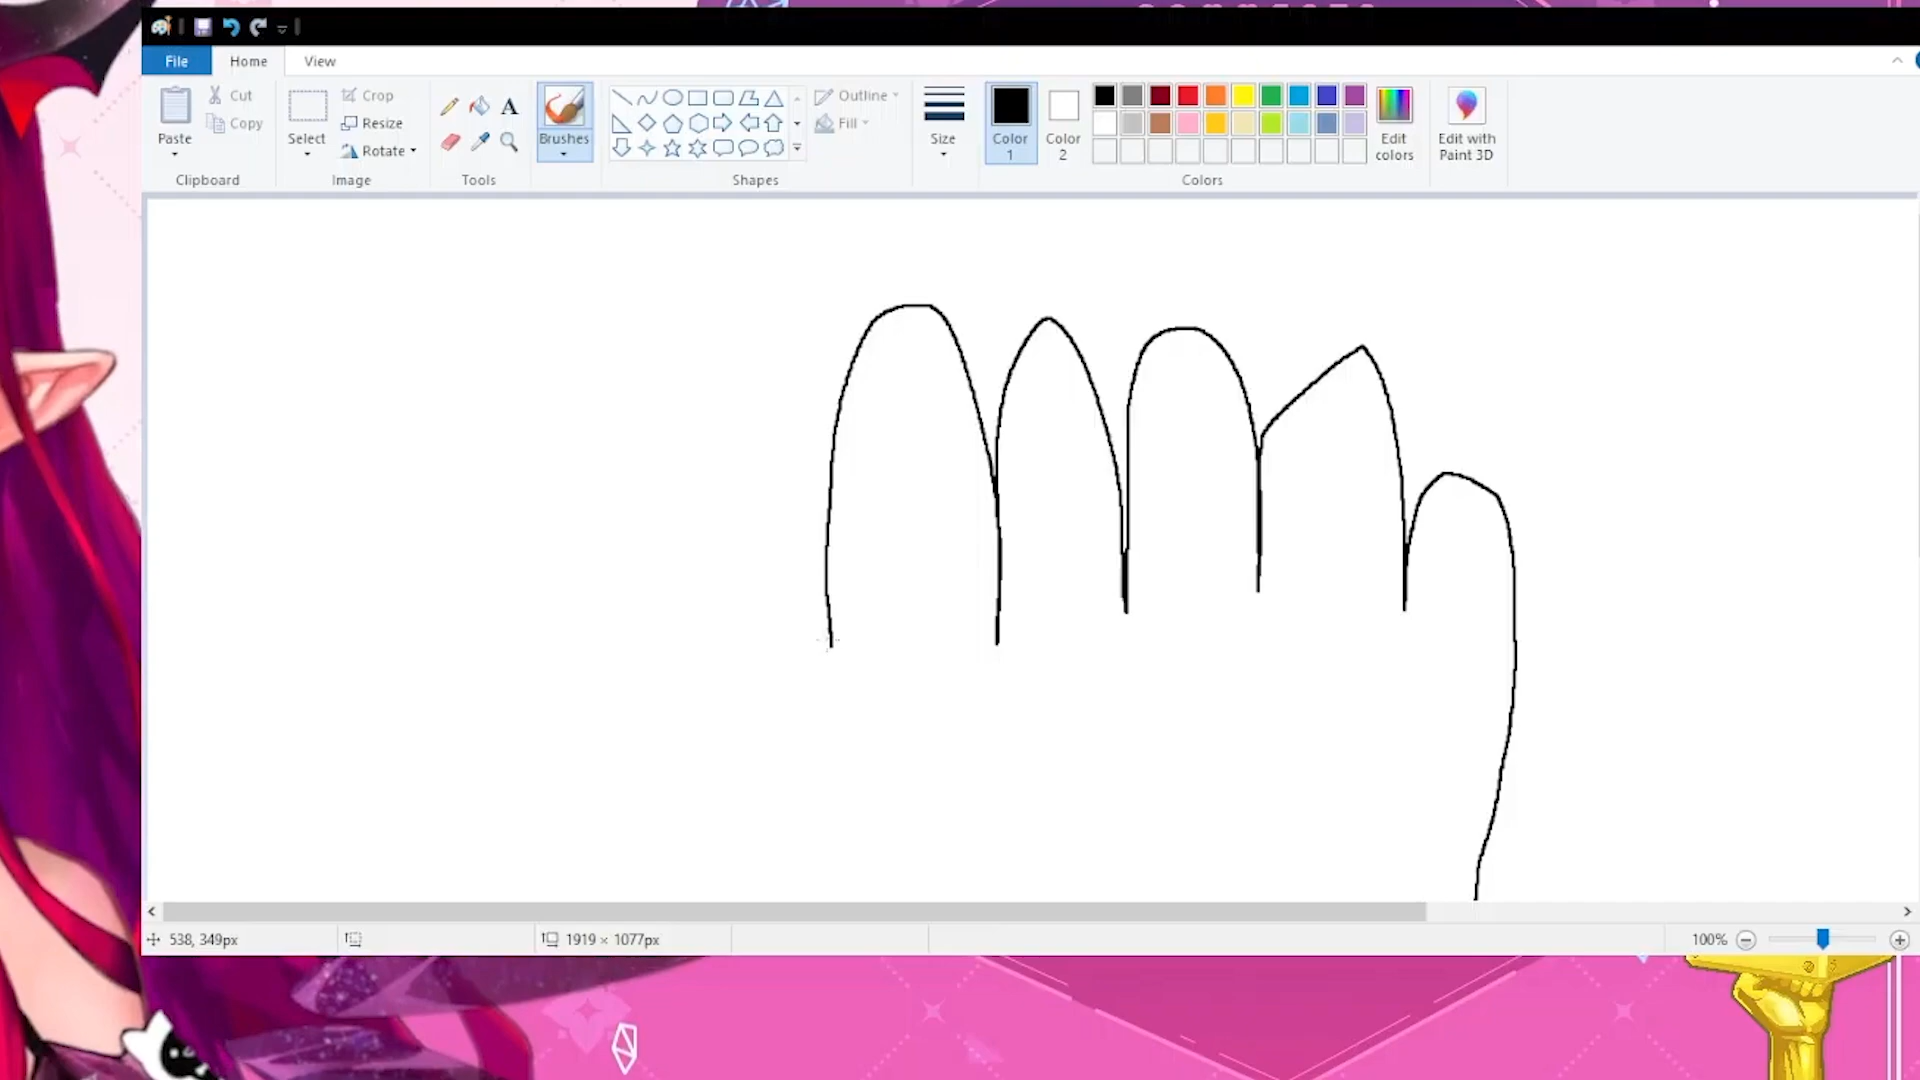 File Home View
Paste
Cut
Copy
Clipboard
Select
Crop
Resize
Rotate
Image
A
Tools
Brushes
Outline
Fill
Shapes
Size
Color
1
Color
2
Edit
colors
Colors
Edit with
Paint 3D
538, 349px
1919 × 1077px
100%